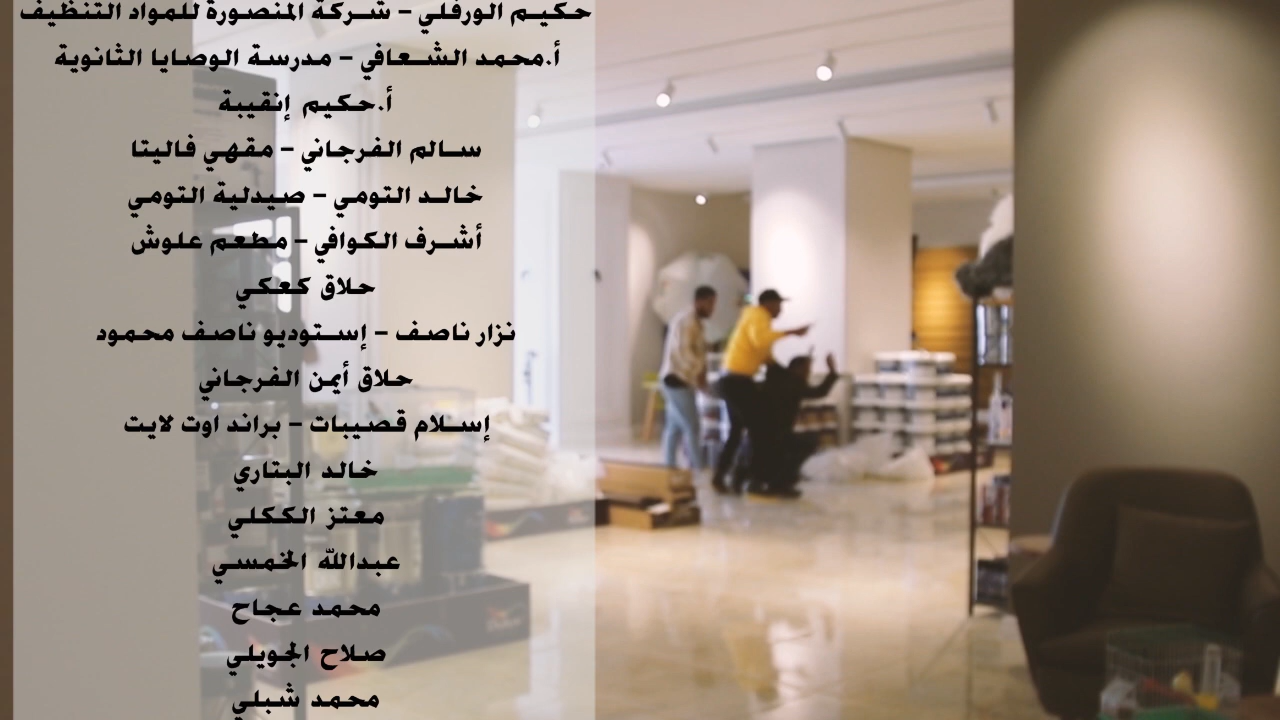 حكيم الورفلي – شركة المنصورة للمواد التنظيف
أ.محمد الشعافي – مدرسة الوصايا الثانوية
أ.حكيم إنقيبة
سالم الفرجاني – مقهي فاليتا
خالد التومي – صيدلية التومي
أشرف الكوافي – مطعم علوش
حلاق كعكي
نزار ناصف – إستوديو ناصف محمود
حلاق أيمن الفرجاني
إسلام قصيبات – براند اوت لايت
خالد البتاري
معتز الككلي
عبدالله الخمسي
محمد عجاج
صلاح الجويلي
محمد شبلي